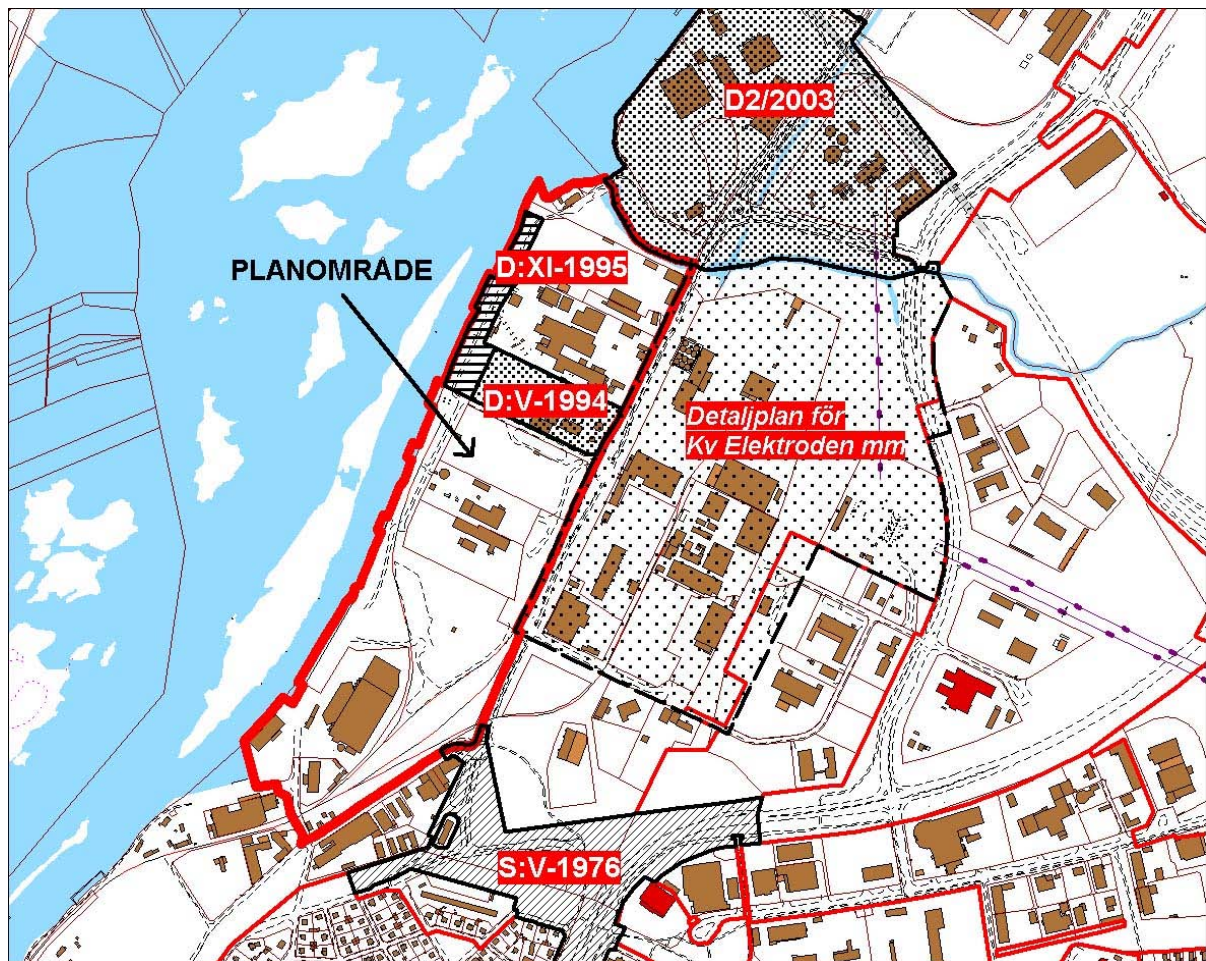 D2/2003
D:XI-1995
PLANOMRÅDE
D:V-1994
Detaljplan för
Kv Elektroden mm
S:V-1976